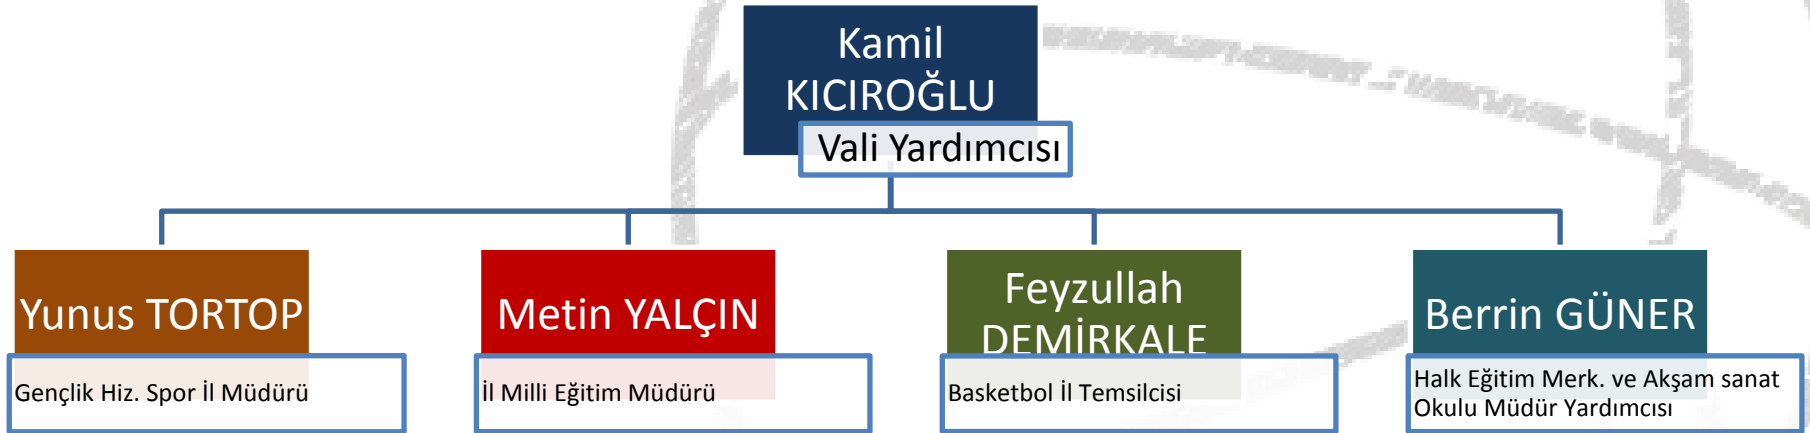 Kamil
KICIROĞLU
Vali Yardımcısı
Yunus TORTOP
Gençlik Hiz. Spor İl Müdürü
Metin YALÇIN
İl Milli Eğitim Müdürü
Feyzullah
DEMİRKALE
Basketbol İl Temsilcisi
Berrin GÜNER
Halk Eğitim Merk. ve Akşam sanat
Okulu Müdür Yardımcısı